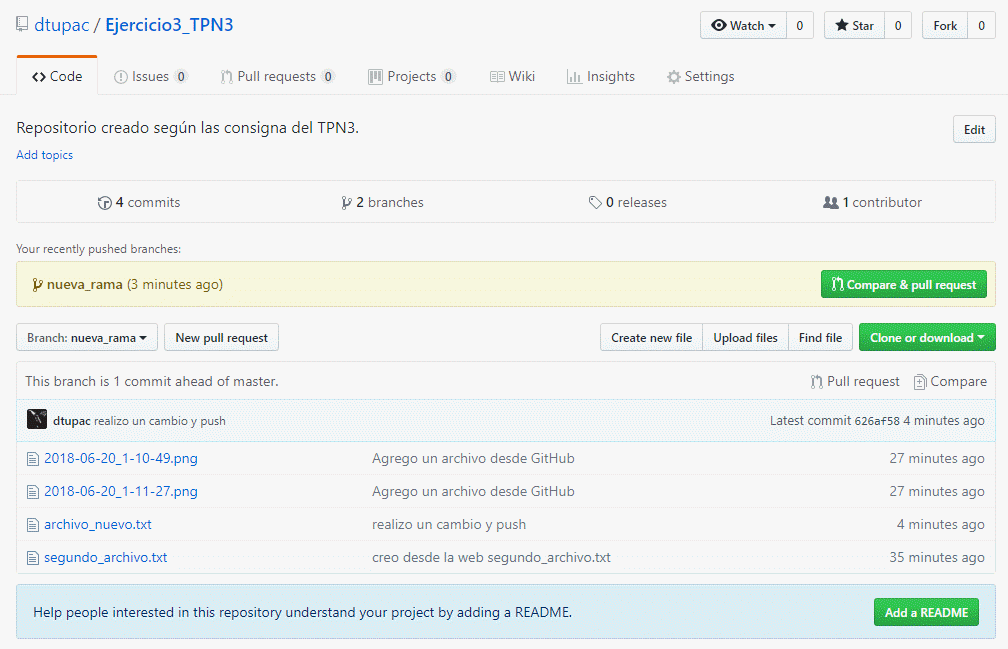 dtupac / Ejercicio3_TPN3 Watch 0 Star 0 Fork 0
Code Issues 0 Pull requests 0 Projects 0 Wiki Insights Settings
Repositorio creado según las consigna del TPN3. Edit
Add topics
4 commits 2 branches 0 releases 1 contributor
Your recently pushed branches:
nueva_rama (3 minutes ago) Compare & pull request
Branch: nueva_rama New pull request Create new file Upload files Find file Clone or download
This branch is 1 commit ahead of master. Pull request Compare
dtupac realizo un cambio y push Latest commit 626af58 4 minutes ago
2018-06-20_1-10-49.png Agrego un archivo desde GitHub 27 minutes ago
2018-06-20_1-11-27.png Agrego un archivo desde GitHub 27 minutes ago
archivo_nuevo.txt realizo un cambio y push 4 minutes ago
segundo_archivo.txt creo desde la web segundo_archivo.txt 35 minutes ago
Help people interested in this repository understand your project by adding a README. Add a README